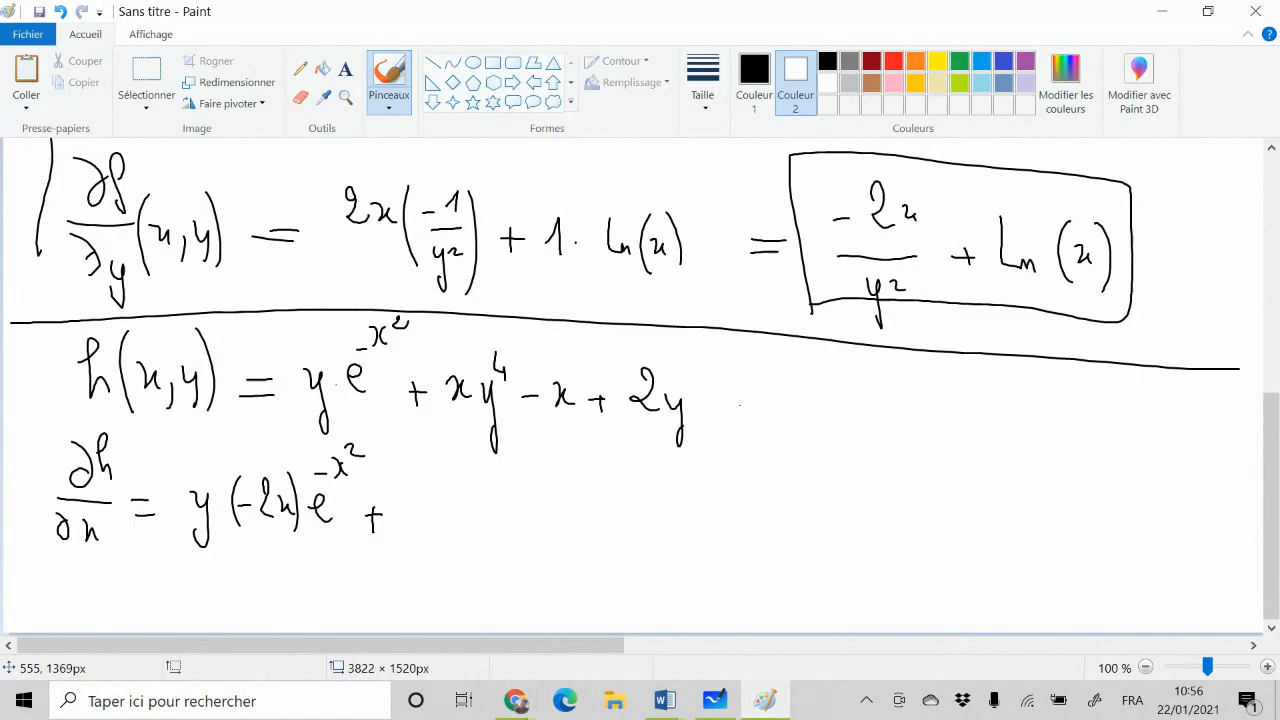 Sans titre - Paint
Fichier Accueil Affichage
Coller Couper Copier Presse-papiers
Sélectionner Rogner Redimensionner Faire pivoter Image
Outils
Pinceaux
Contour Remplissage Formes
Taille
Couleur 1 Couleur 2 Couleurs
Modifier les couleurs
Modifier avec Paint 3D
∂f/∂y (x,y) = 2x(-1/y²) + 1. Ln(x) = -2x/y² + Ln(x)
h(x,y) = y.e^-x² + xy⁴ - x + 2y
∂h/∂x = y(-2x)e^-x² +
555, 1369px 3822 × 1520px 100 %
Taper ici pour rechercher FRA 10:56 22/01/2021 1